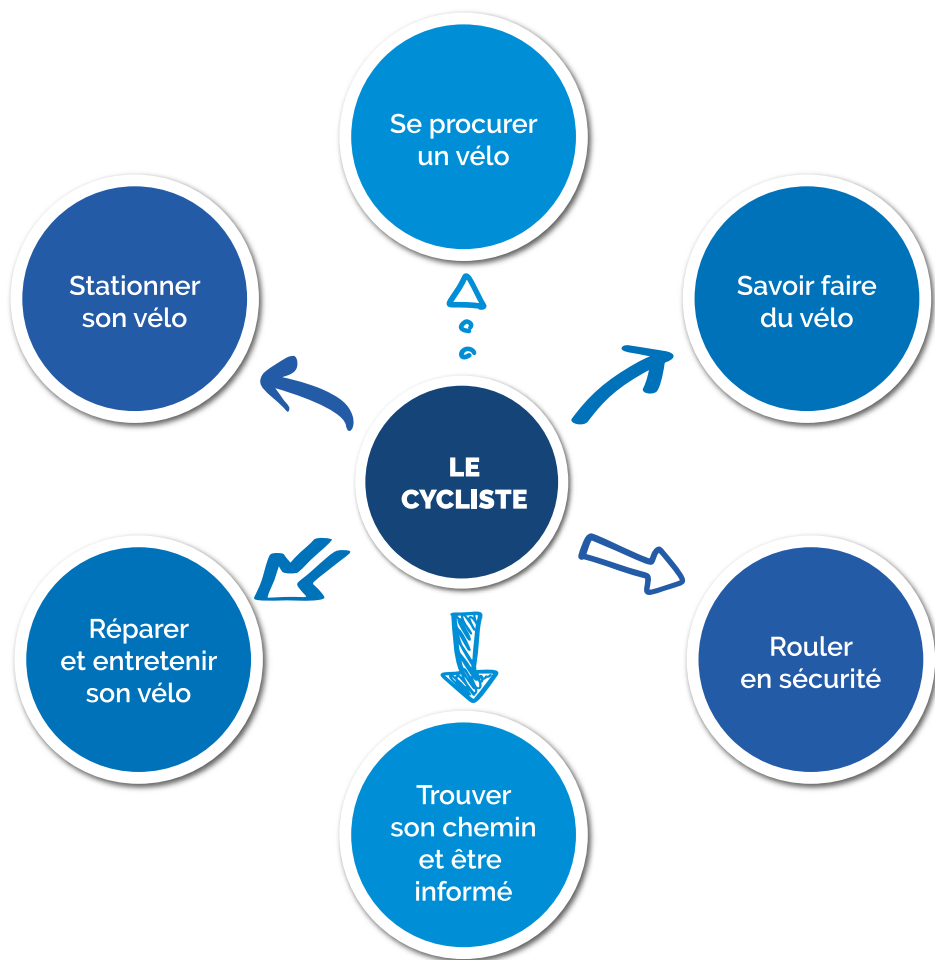 Se procurer
un vélo
Savoir faire
du vélo
Rouler
en sécurité
Trouver
son chemin
et être
informé
Réparer
et entretenir
son vélo
Stationner
son vélo
LE
CYCLISTE